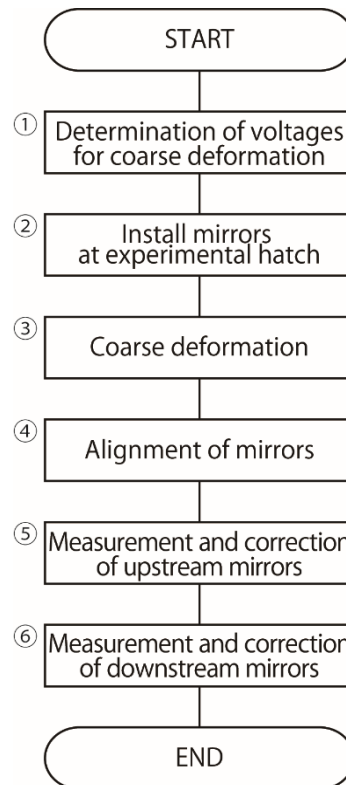 START
① Determination of voltages
for coarse deformation
② Install mirrors
at experimental hatch
③ Coarse deformation
④ Alignment of mirrors
⑤ Measurement and correction
of upstream mirrors
⑥ Measurement and correction
of downstream mirrors
END